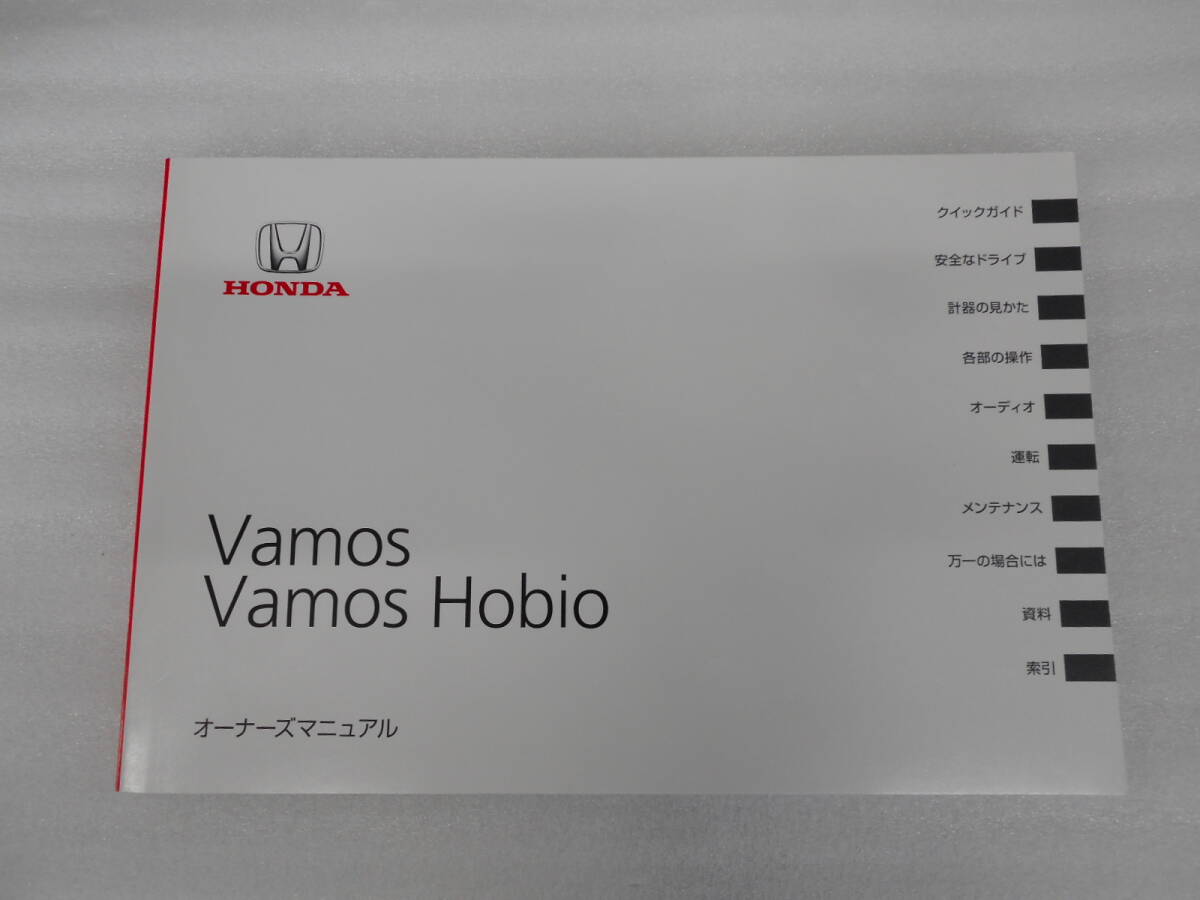 HONDA
Vamos
Vamos Hobio
オーナーズマニュアル
クイックガイド
安全なドライブ
計器の見かた
各部の操作
オーディオ
運転
メンテナンス
万一の場合には
資料
索引